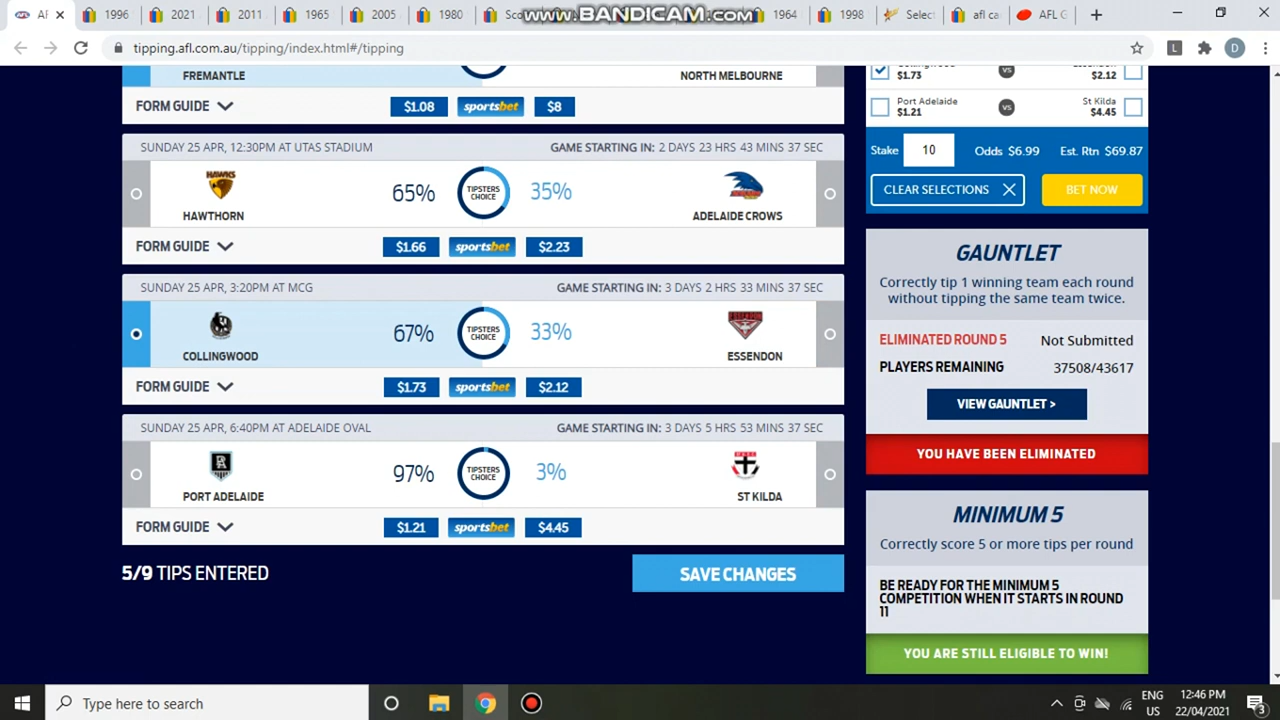 AF
1996
2021
2011
1965
2005
1980
Sco
www.BANDICAM.com
1964
1998
Select
afl ca
AFL G
tipping.afl.com.au/tipping/index.html#/tipping
L
D
FREMANTLE
NORTH MELBOURNE
FORM GUIDE
$1.08
sportsbet
$8
SUNDAY 25 APR, 12:30PM AT UTAS STADIUM
GAME STARTING IN: 2 DAYS 23 HRS 43 MINS 37 SEC
HAWKS
65%
TIPSTERS CHOICE
35%
HAWTHORN
ADELAIDE CROWS
FORM GUIDE
$1.66
sportsbet
$2.23
SUNDAY 25 APR, 3:20PM AT MCG
GAME STARTING IN: 3 DAYS 2 HRS 33 MINS 37 SEC
67%
TIPSTERS CHOICE
33%
COLLINGWOOD
ESSENDON
FORM GUIDE
$1.73
sportsbet
$2.12
SUNDAY 25 APR, 6:40PM AT ADELAIDE OVAL
GAME STARTING IN: 3 DAYS 5 HRS 53 MINS 37 SEC
97%
TIPSTERS CHOICE
3%
PORT ADELAIDE
ST KILDA
FORM GUIDE
$1.21
sportsbet
$4.45
5/9 TIPS ENTERED
SAVE CHANGES
Collingwood
$1.73
vs
Essendon
$2.12
Port Adelaide
$1.21
vs
St Kilda
$4.45
Stake 10 Odds $6.99 Est. Rtn $69.87
CLEAR SELECTIONS
BET NOW
GAUNTLET
Correctly tip 1 winning team each round
without tipping the same team twice.
ELIMINATED ROUND 5 Not Submitted
PLAYERS REMAINING 37508/43617
VIEW GAUNTLET >
YOU HAVE BEEN ELIMINATED
MINIMUM 5
Correctly score 5 or more tips per round
BE READY FOR THE MINIMUM 5
COMPETITION WHEN IT STARTS IN ROUND
11
YOU ARE STILL ELIGIBLE TO WIN!
Type here to search
ENG
US
12:46 PM
22/04/2021
3